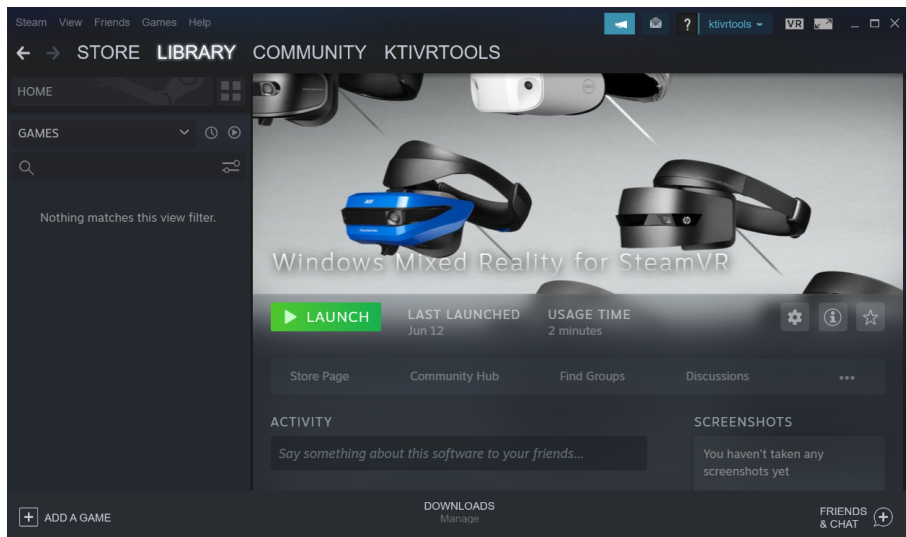 Steam View Friends Games Help
? ktivrtools VR
STORE LIBRARY COMMUNITY KTIVRTOOLS
HOME
GAMES
Nothing matches this view filter.
acer
hp
Windows Mixed Reality for SteamVR
LAUNCH
LAST LAUNCHED
Jun 12
USAGE TIME
2 minutes
Store Page Community Hub Find Groups Discussions •••
ACTIVITY
Say something about this software to your friends...
SCREENSHOTS
You haven't taken any
screenshots yet
ADD A GAME
DOWNLOADS
Manage
FRIENDS
& CHAT